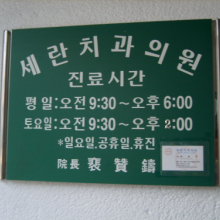 세란치과의원
진료시간
평 일:오전 9:30~오후 6:00
토요일:오전 9:30~오후 2:00
*일요일,공휴일,휴진
院長 裵贊鑄